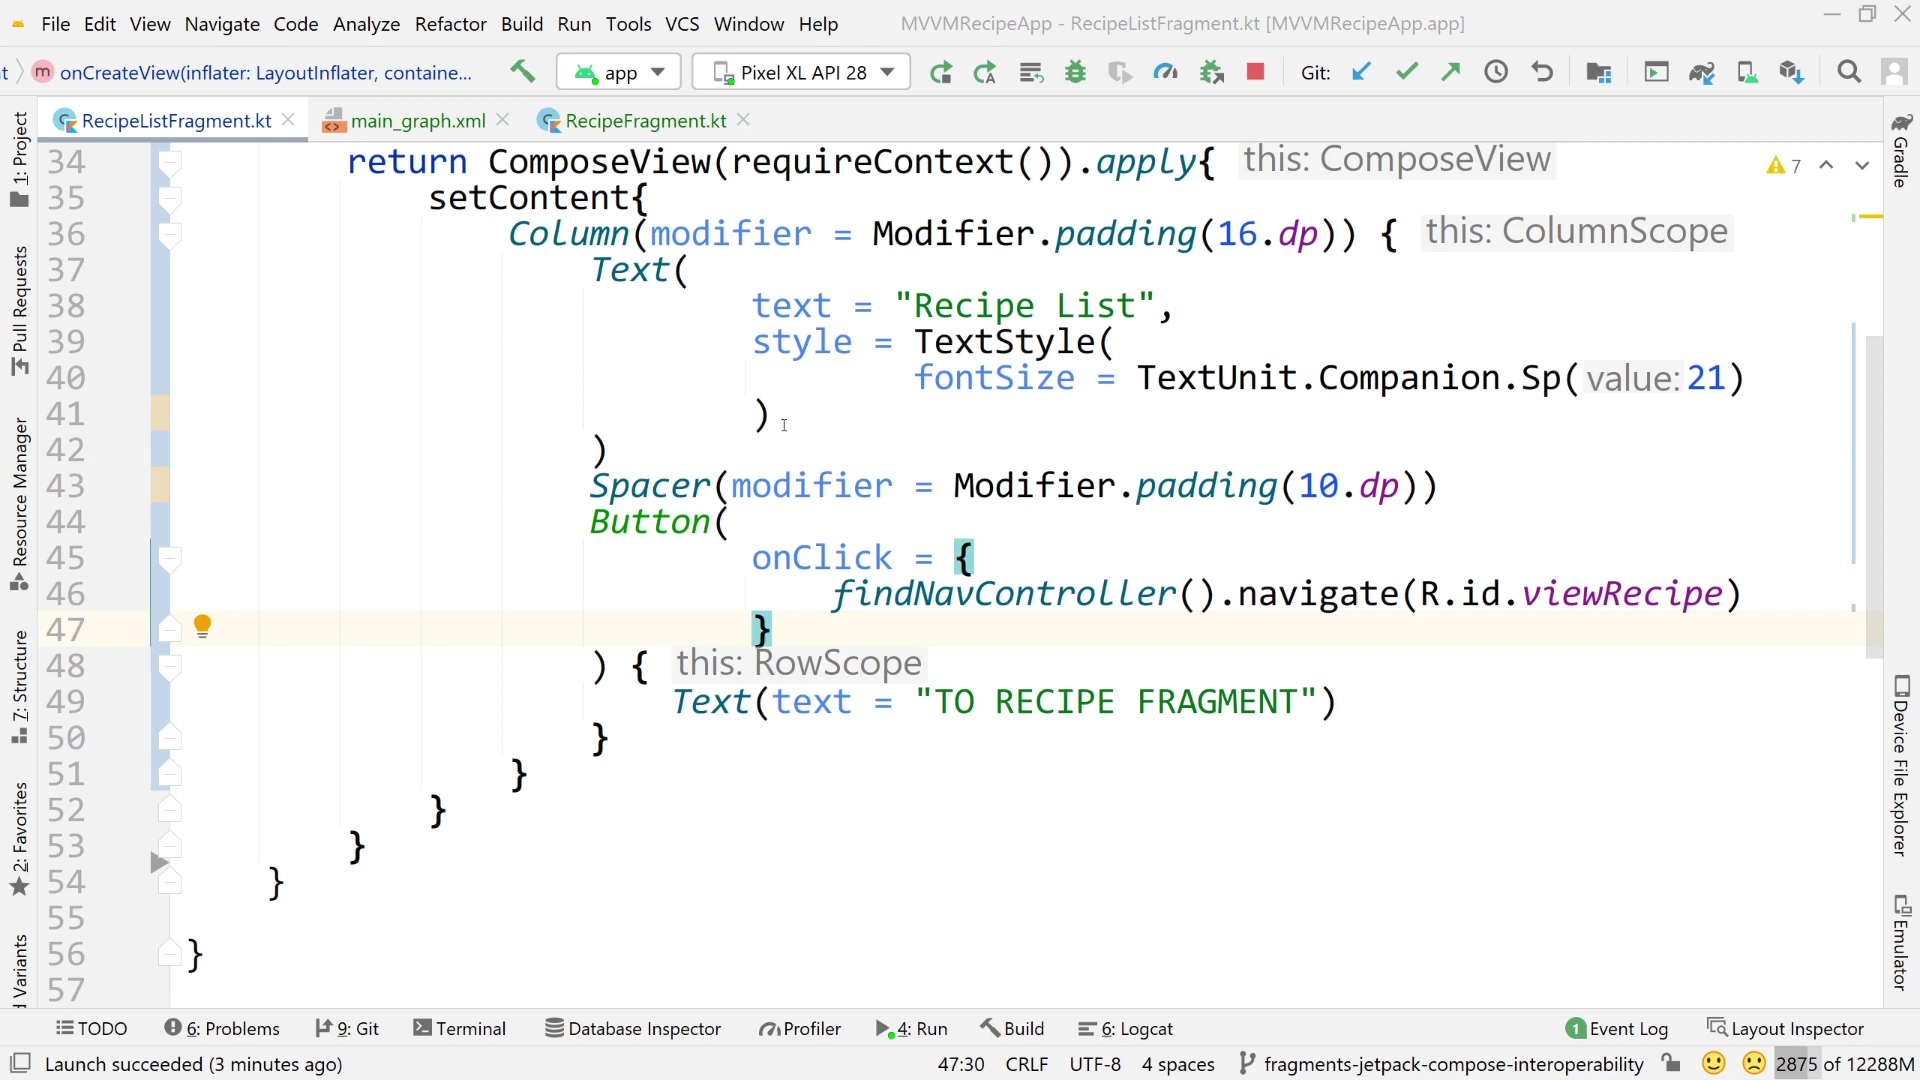 File Edit View Navigate Code Analyze Refactor Build Run Tools VCS Window Help MVVMRecipeApp - RecipeListFragment.kt [MVVMRecipeApp.app]
t m onCreateView(inflater: LayoutInflater, containe... app Pixel XL API 28 Git:
RecipeListFragment.kt main_graph.xml RecipeFragment.kt
34 return ComposeView(requireContext()).apply{ this: ComposeView 7
35 setContent{
36 Column(modifier = Modifier.padding(16.dp)) { this: ColumnScope
37 Text(
38 text = "Recipe List",
39 style = TextStyle(
40 fontSize = TextUnit.Companion.Sp( value: 21)
41 )
42 )
43 Spacer(modifier = Modifier.padding(10.dp))
44 Button(
45 onClick = {
46 findNavController().navigate(R.id.viewRecipe)
47 }
48 ) { this: RowScope
49 Text(text = "TO RECIPE FRAGMENT")
50 }
51 }
52 }
53 }
54 }
55
56 }
57
1: Project
Pull Requests
Resource Manager
7: Structure
2: Favorites
d Variants
Gradle
Device File Explorer
Emulator
TODO 6: Problems 9: Git Terminal Database Inspector Profiler 4: Run Build 6: Logcat 1 Event Log Layout Inspector
Launch succeeded (3 minutes ago) 47:30 CRLF UTF-8 4 spaces fragments-jetpack-compose-interoperability 2875 of 12288M